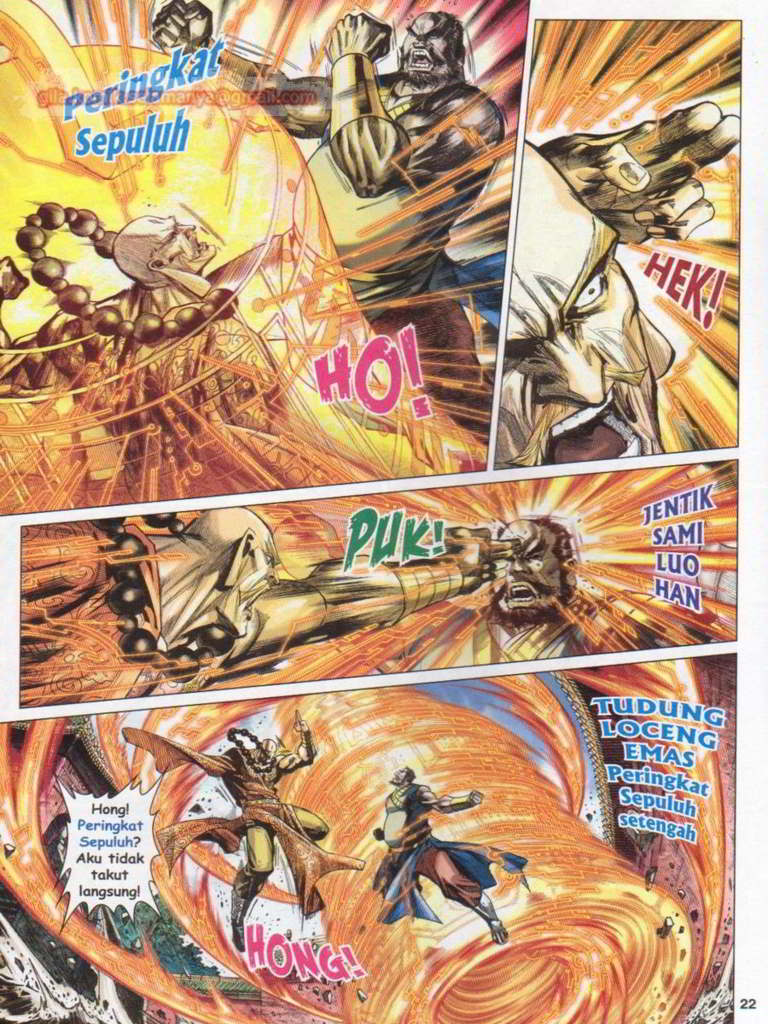 Peringkat
Sepuluh
HO!
HEK!
PUK!
JENTIK
SAMI
LUO
HAN
TUDUNG
LOCENG
EMAS
Peringkat
Sepuluh
setengah
Hong!
Peringkat
Sepuluh?
Aku tidak
takut
langsung!
HONG!
22